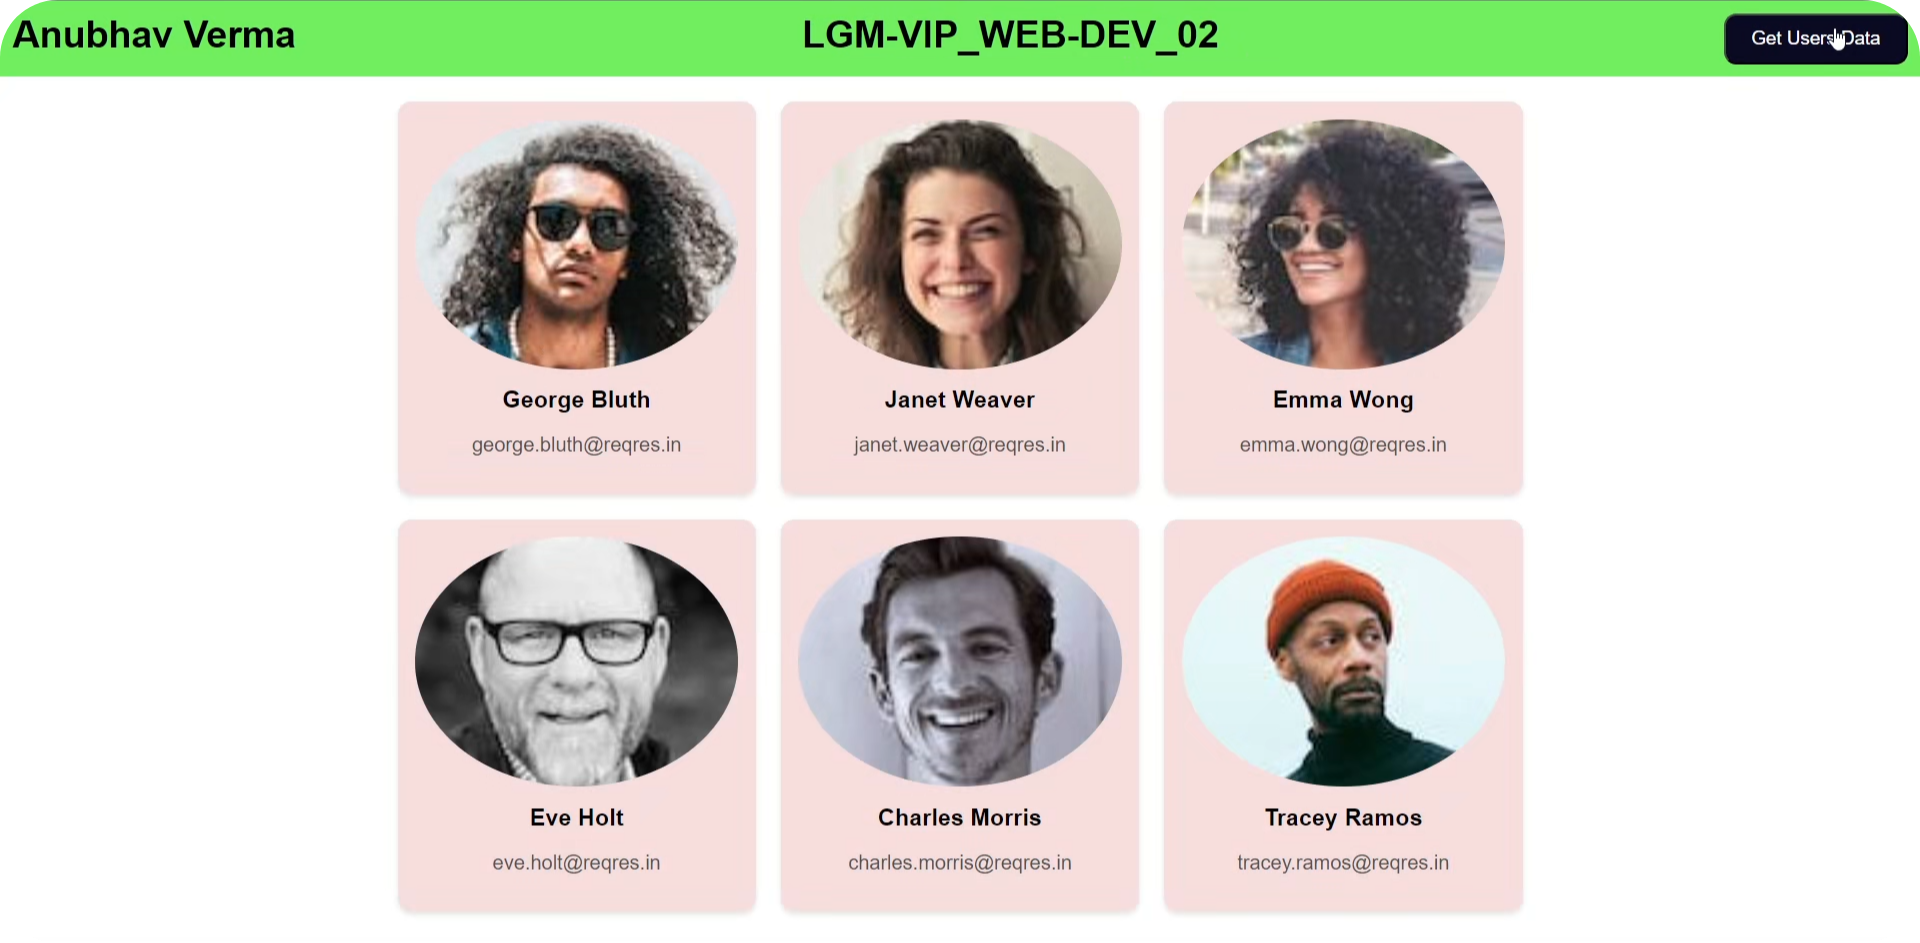 Anubhav Verma
LGM-VIP_WEB-DEV_02
Get Users Data
George Bluth
george.bluth@reqres.in
Janet Weaver
janet.weaver@reqres.in
Emma Wong
emma.wong@reqres.in
Eve Holt
eve.holt@reqres.in
Charles Morris
charles.morris@reqres.in
Tracey Ramos
tracey.ramos@reqres.in